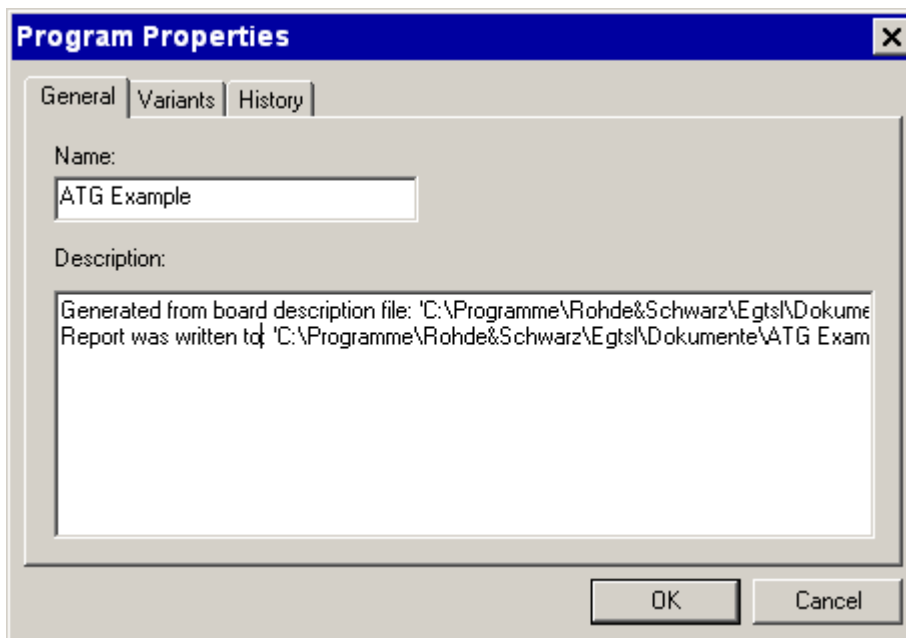 Program Properties
General Variants History
Name:
ATG Example
Description:
Generated from board description file: 'C:\Programme\Rohde&Schwarz\Egtsl\Dokume
Report was written to: 'C:\Programme\Rohde&Schwarz\Egtsl\Dokumente\ATG Exam
OK Cancel